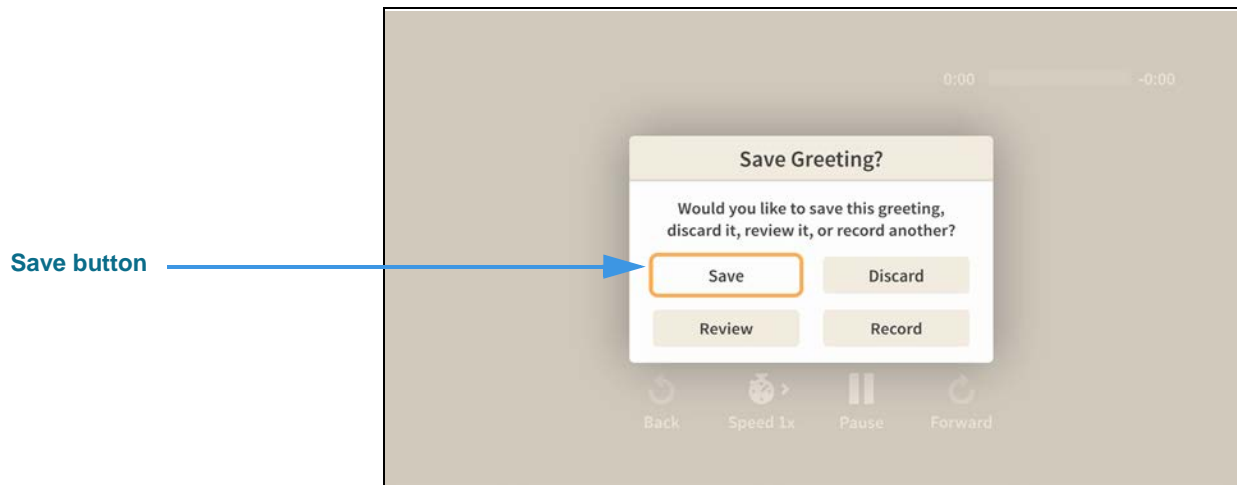 0:00 -0:00
Save Greeting?
Would you like to save this greeting,
discard it, review it, or record another?
Save button
Save Discard
Review Record
Back Speed 1x Pause Forward